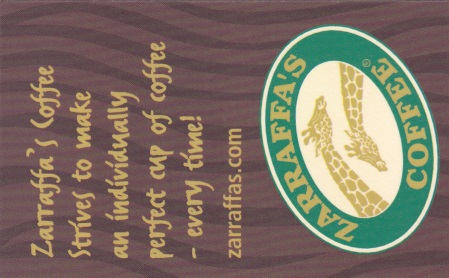 Zarraffa's Coffee
Strives to make
an individually
perfect cup of coffee
- every time!
zarraffas.com
ZARRAFFA'S
COFFEE®